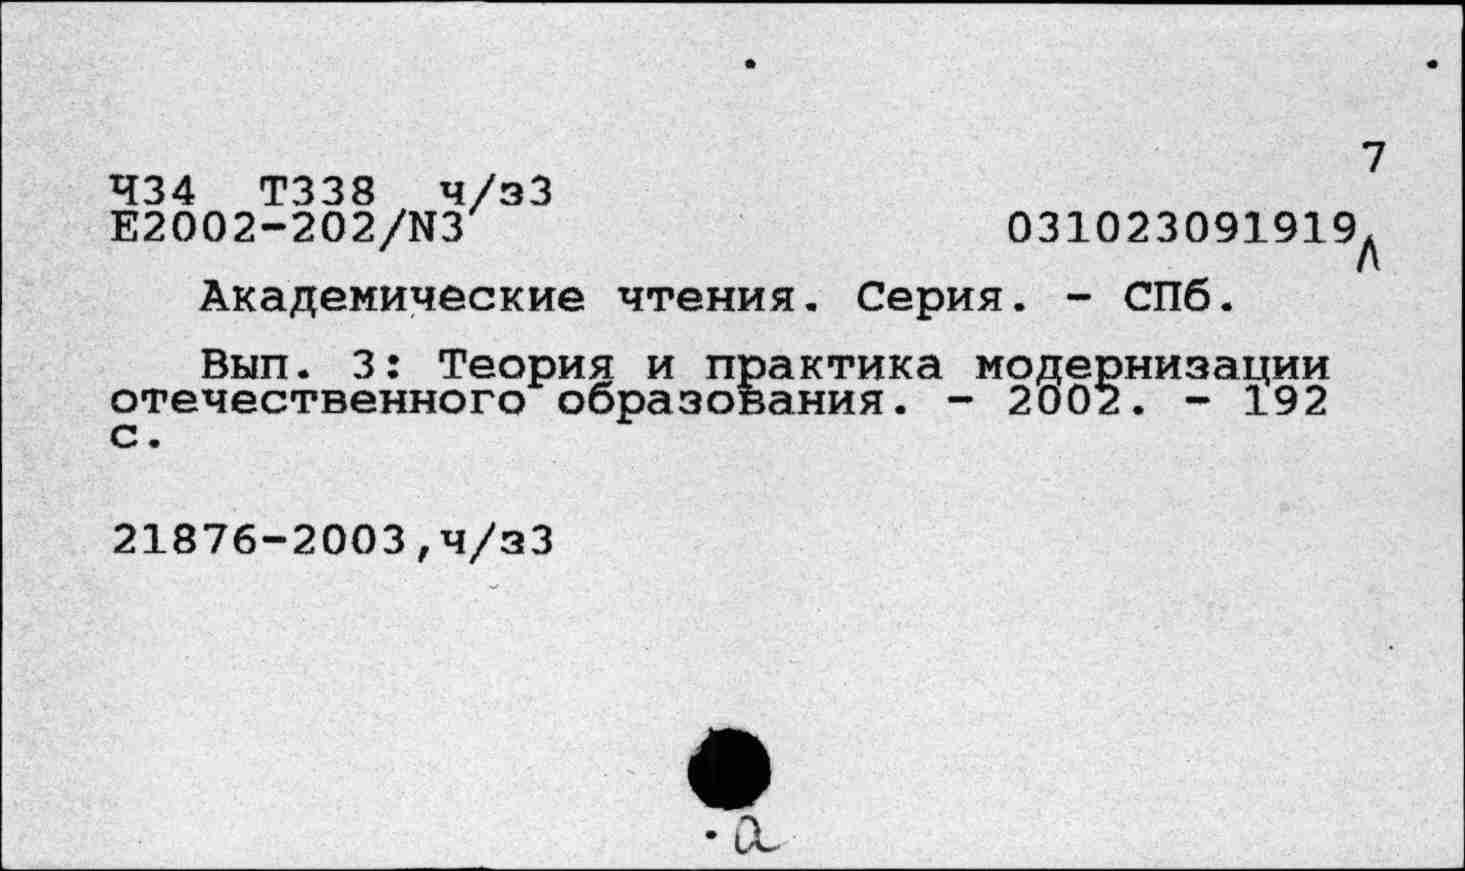 7
Ч34 Т338 ч/з3
Е2002-202/N3 031023091919
Л
Академические чтения. Серия. - СПб.
Вып. 3: Теория и практика модернизации
отечественного образования. - 2002. - 192
с.
21876-2003,ч/з3
а